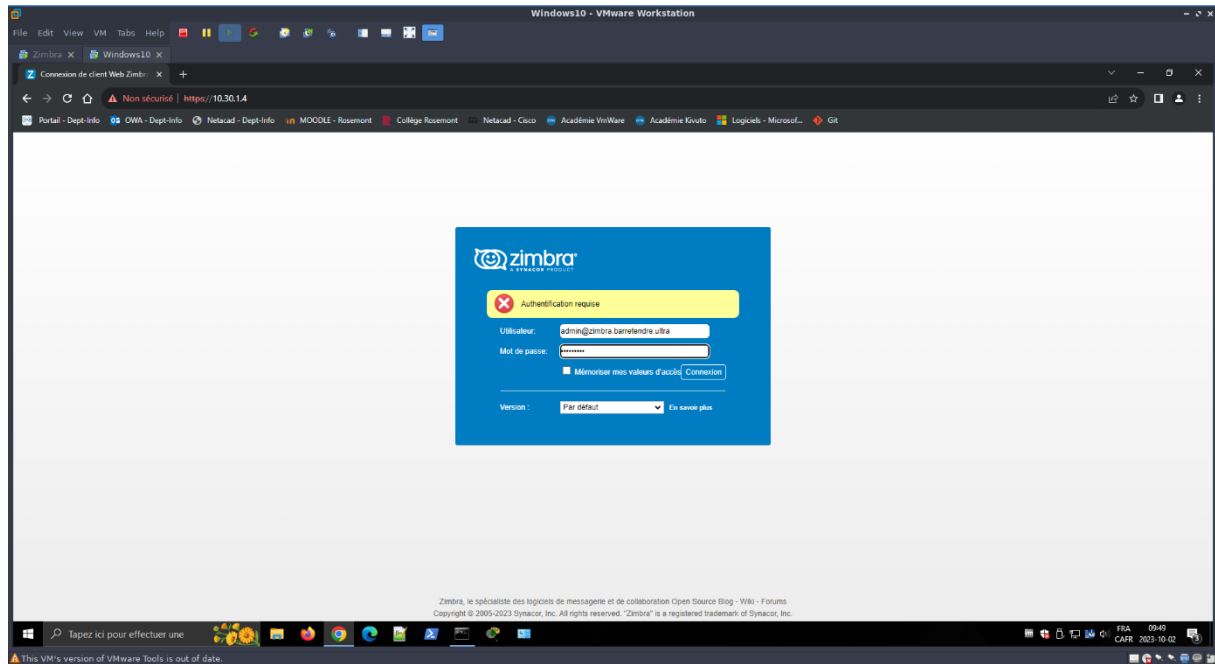 Windows10 - VMware Workstation
File Edit View VM Tabs Help
Zimbra Windows10
Connexion de client Web Zimbr
Non sécurisé | https://10.30.1.4
Portail - Dept-Info OWA - Dept-Info Netacad - Dept-Info MOODLE - Rosemont Collège Rosemont Netacad - Cisco Académie VmWare Académie Kivuto Logiciels - Microsof... Git
zimbra
A SYNACOR PRODUCT
Authentification requise
Utilisateur: admin@zimbra.barretendre.ultra
Mot de passe:
Mémoriser mes valeurs d'accès Connexion
Version : Par défaut En savoir plus
Zimbra, le spécialiste des logiciels de messagerie et de collaboration Open Source Blog - Wiki - Forums
Copyright © 2005-2023 Synacor, Inc. All rights reserved. "Zimbra" is a registered trademark of Synacor, Inc.
Tapez ici pour effectuer une
FRA 09:49
CAFR 2023-10-02
This VM's version of VMware Tools is out of date.